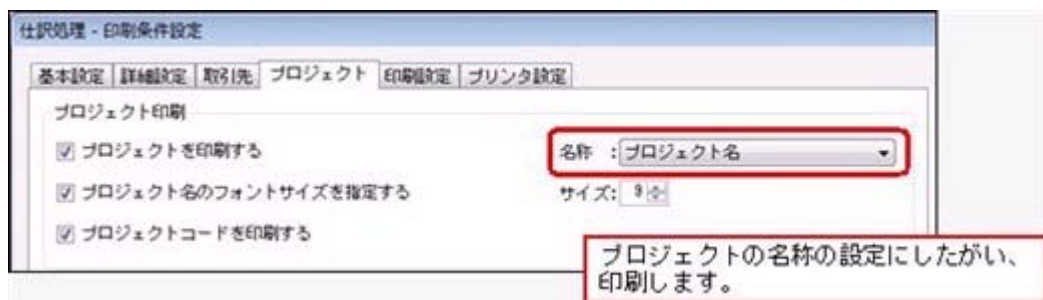 仕訳処理 - 印刷条件設定
基本設定 詳細設定 取引先 プロジェクト 印刷設定 プリンタ設定
プロジェクト印刷
プロジェクトを印刷する 名称 : プロジェクト名
プロジェクト名のフォントサイズを指定する サイズ: 9
プロジェクトコードを印刷する
プロジェクトの名称の設定にしたがい、
印刷します。